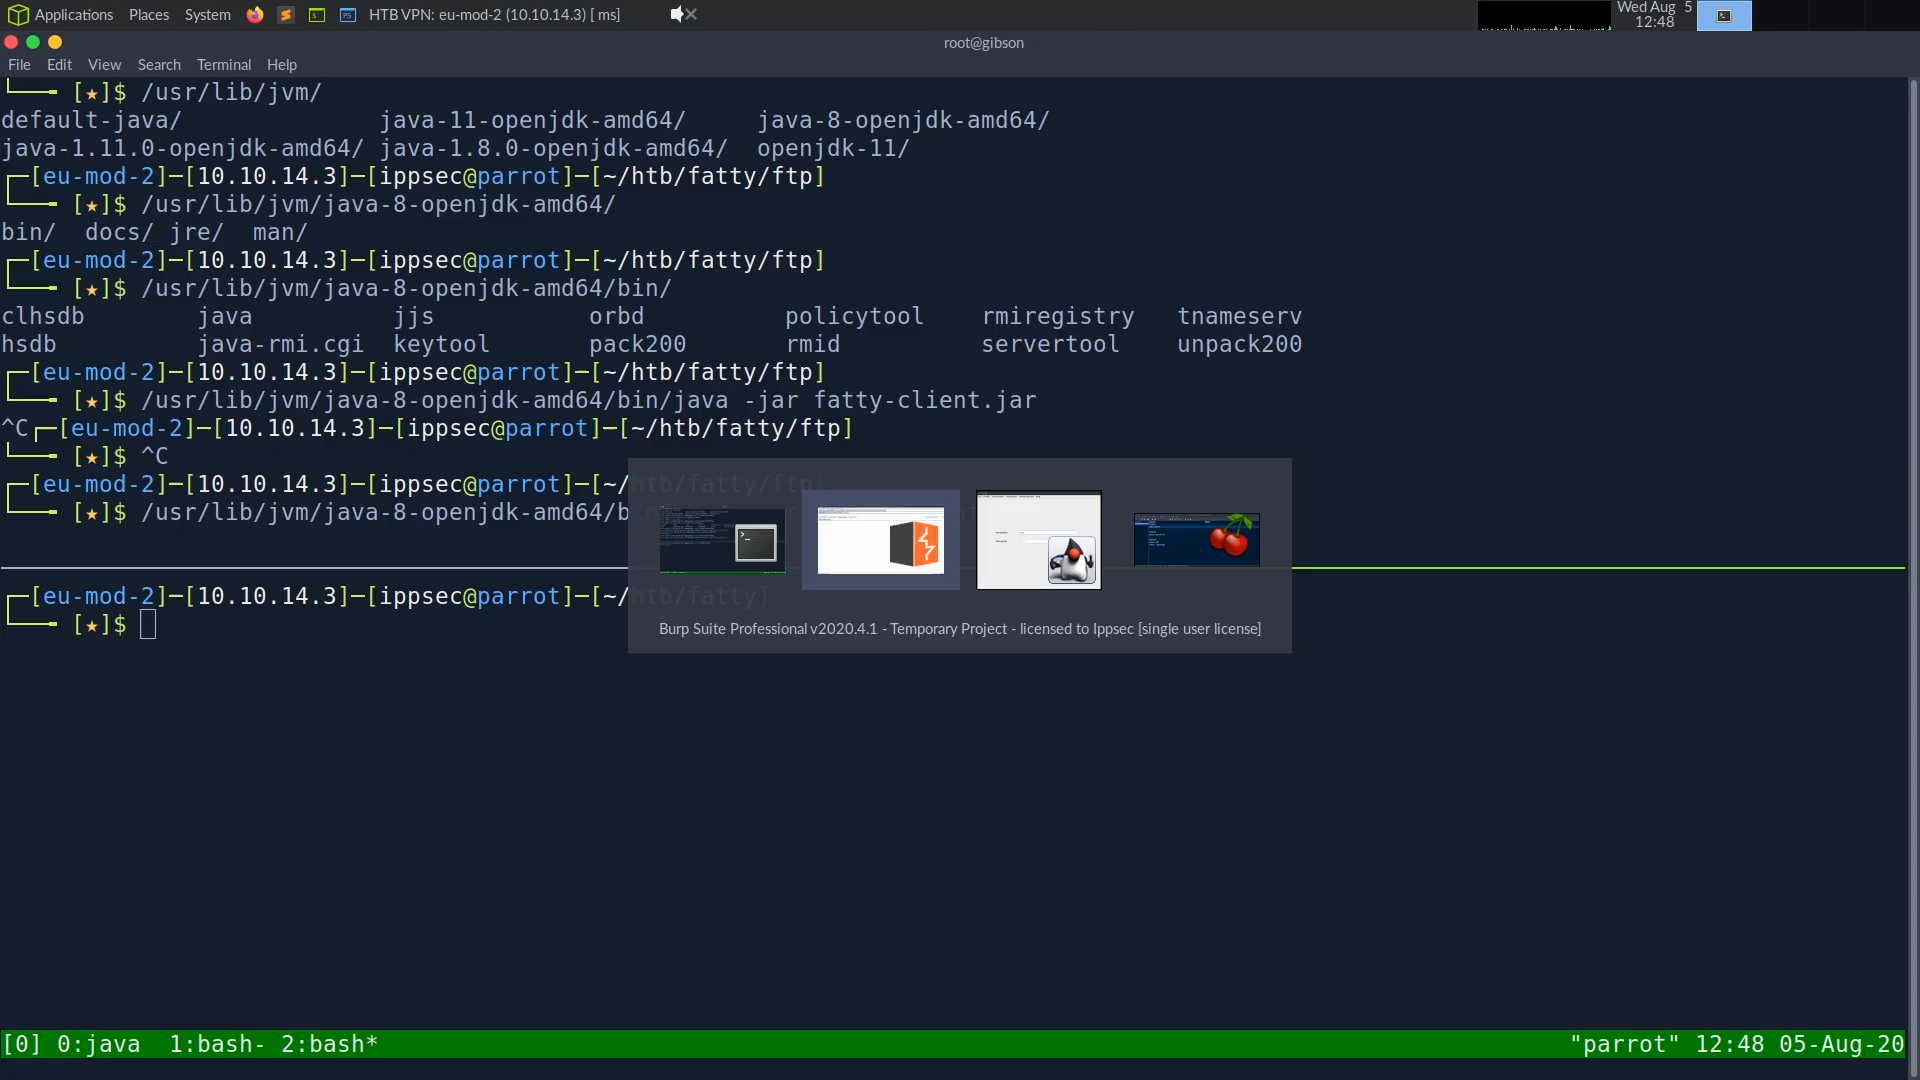 Applications Places System HTB VPN: eu-mod-2 (10.10.14.3) [ ms] Wed Aug 5 12:48
root@gibson
File Edit View Search Terminal Help
[★]$ /usr/lib/jvm/
default-java/ java-11-openjdk-amd64/ java-8-openjdk-amd64/
java-1.11.0-openjdk-amd64/ java-1.8.0-openjdk-amd64/ openjdk-11/
[eu-mod-2]─[10.10.14.3]─[ippsec@parrot]─[~/htb/fatty/ftp]
[★]$ /usr/lib/jvm/java-8-openjdk-amd64/
bin/ docs/ jre/ man/
[eu-mod-2]─[10.10.14.3]─[ippsec@parrot]─[~/htb/fatty/ftp]
[★]$ /usr/lib/jvm/java-8-openjdk-amd64/bin/
clhsdb java jjs orbd policytool rmiregistry tnameserv
hsdb java-rmi.cgi keytool pack200 rmid servertool unpack200
[eu-mod-2]─[10.10.14.3]─[ippsec@parrot]─[~/htb/fatty/ftp]
[★]$ /usr/lib/jvm/java-8-openjdk-amd64/bin/java -jar fatty-client.jar
^C┌─[eu-mod-2]─[10.10.14.3]─[ippsec@parrot]─[~/htb/fatty/ftp]
[★]$ ^C
[eu-mod-2]─[10.10.14.3]─[ippsec@parrot]─[~/htb/fatty/ftp]
[★]$ /usr/lib/jvm/java-8-openjdk-amd64/b
[eu-mod-2]─[10.10.14.3]─[ippsec@parrot]─[~/htb/fatty]
[★]$
Burp Suite Professional v2020.4.1 - Temporary Project - licensed to Ippsec [single user license]
[0] 0:java 1:bash- 2:bash* "parrot" 12:48 05-Aug-20